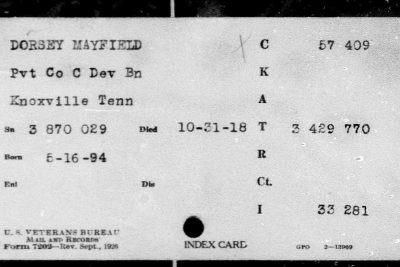 DORSEY MAYFIELD C 57 409
Pvt Co C Dev Bn K
Knoxville Tenn A
Sn 3 870 029 Died 10-31-18 T 3 429 770
Born 5-16-94 R
Enl Dis Ct.
I 33 281
U. S. VETERANS BUREAU
MAIL AND RECORDS
Form 7202—Rev. Sept., 1926 INDEX CARD GPO 2—13969